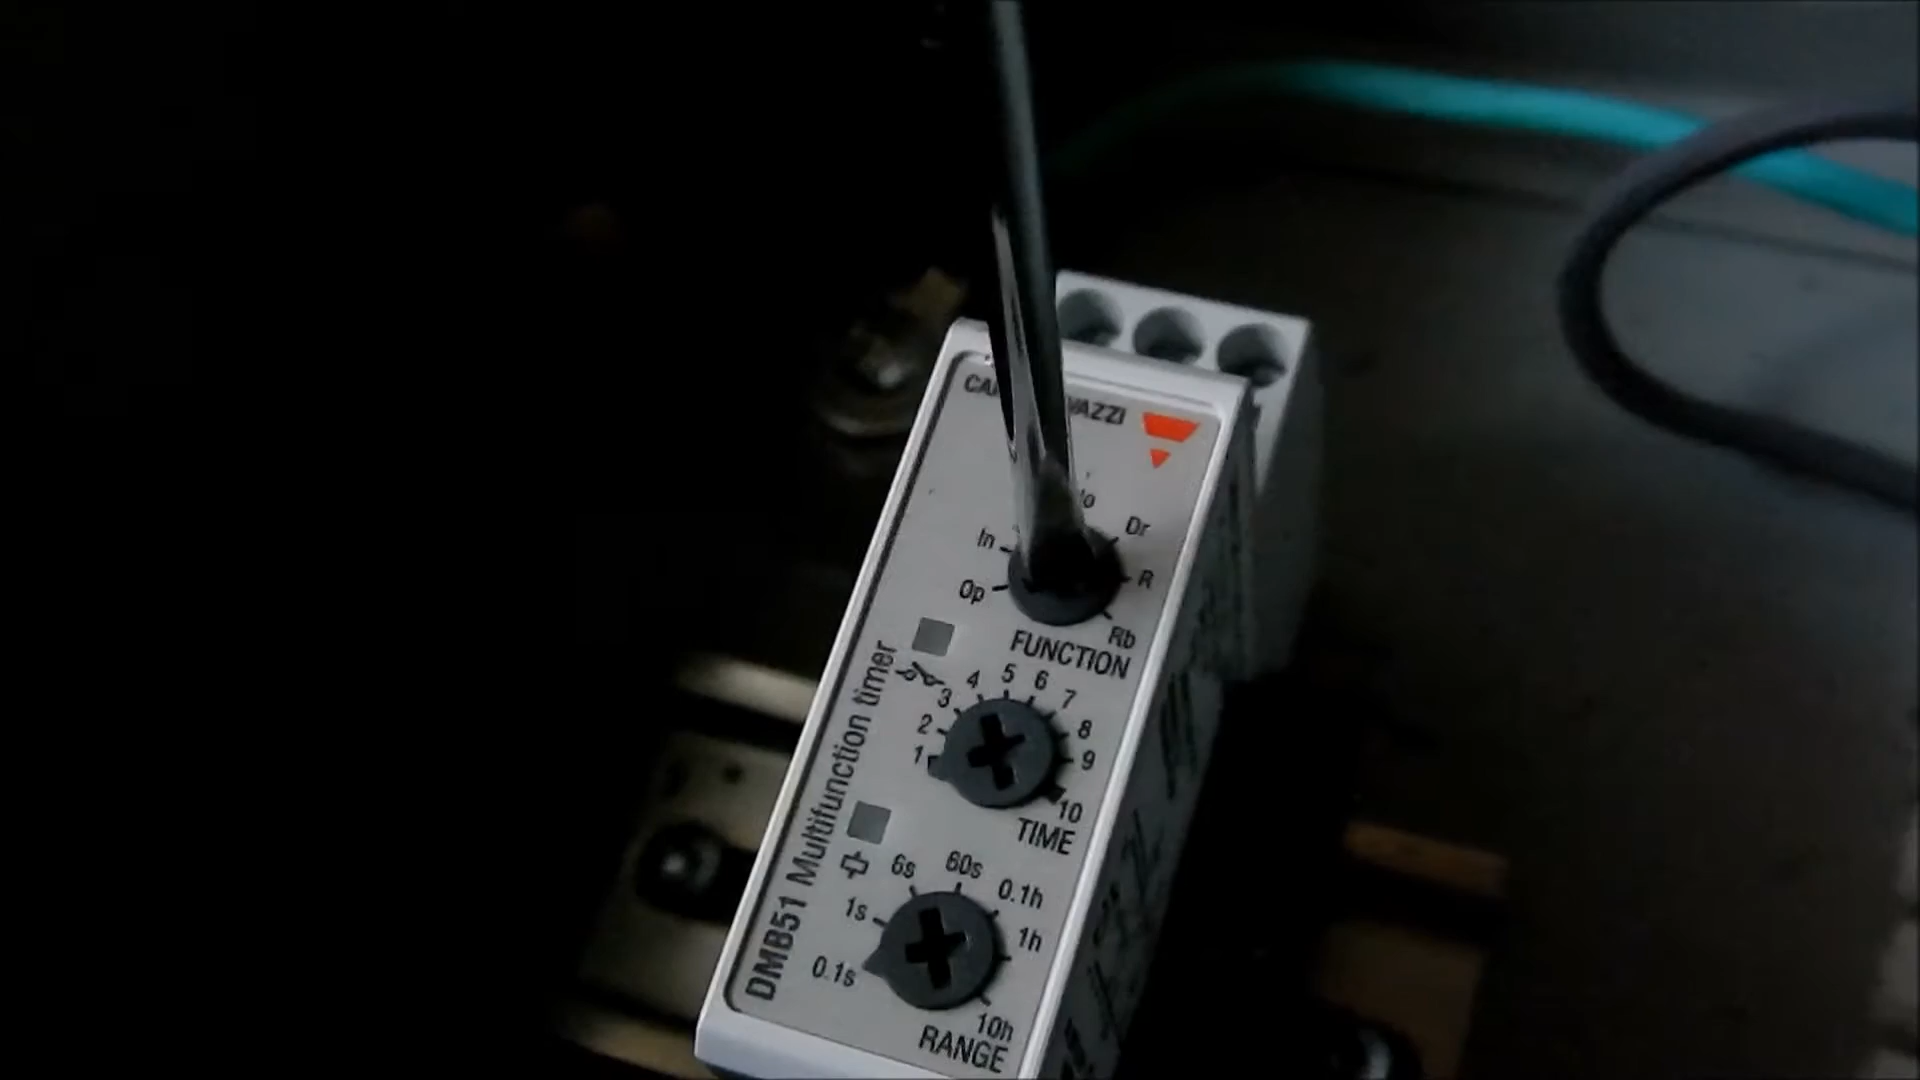 In
Dr
Op
R
Rb
FUNCTION
1 2 3 4 5 6 7 8 9 10
TIME
DMB51 Multifunction timer
0.1s 1s 6s 60s 0.1h 1h 10h
RANGE